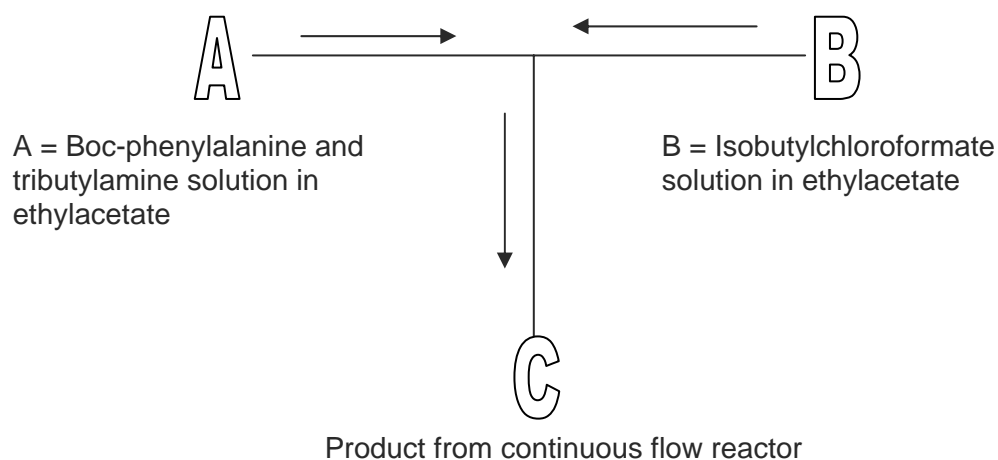 A
B
A = Boc-phenylalanine and
tributylamine solution in
ethylacetate
B = Isobutylchloroformate
solution in ethylacetate
C
Product from continuous flow reactor